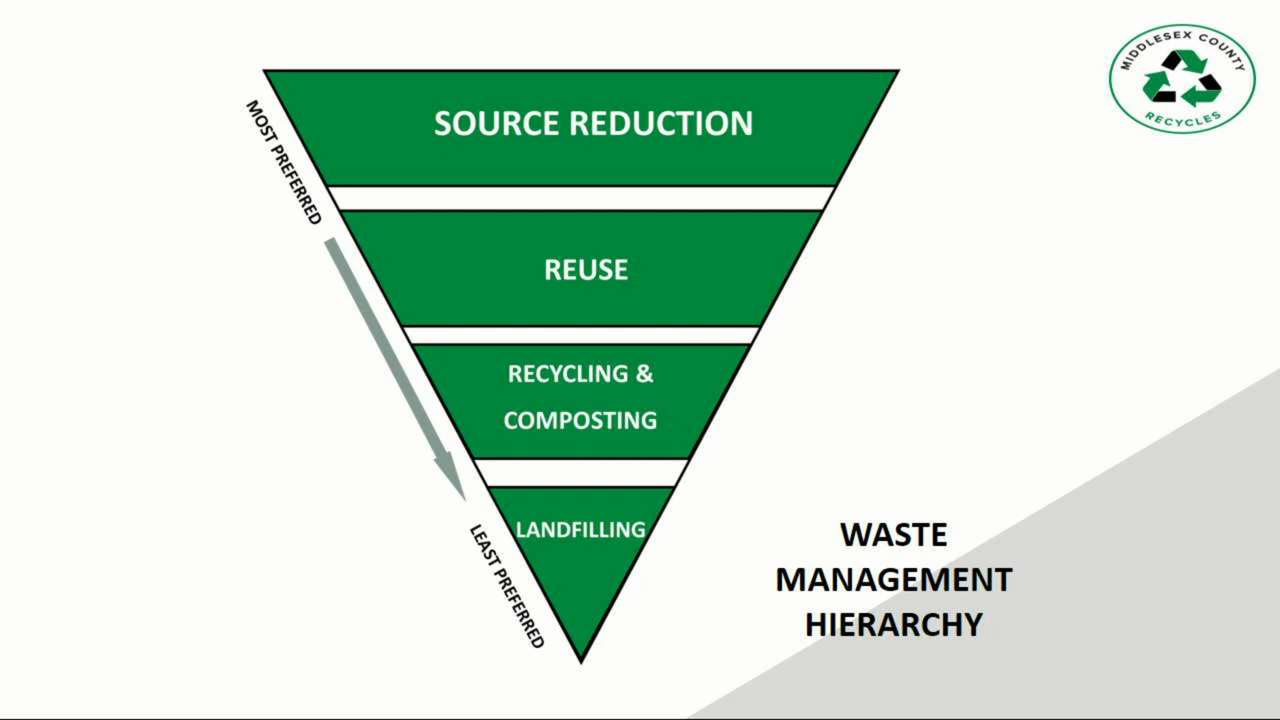 MIDDLESEX COUNTY
RECYCLES
SOURCE REDUCTION
MOST PREFERRED
REUSE
RECYCLING &
COMPOSTING
LANDFILLING
LEAST PREFERRED
WASTE
MANAGEMENT
HIERARCHY